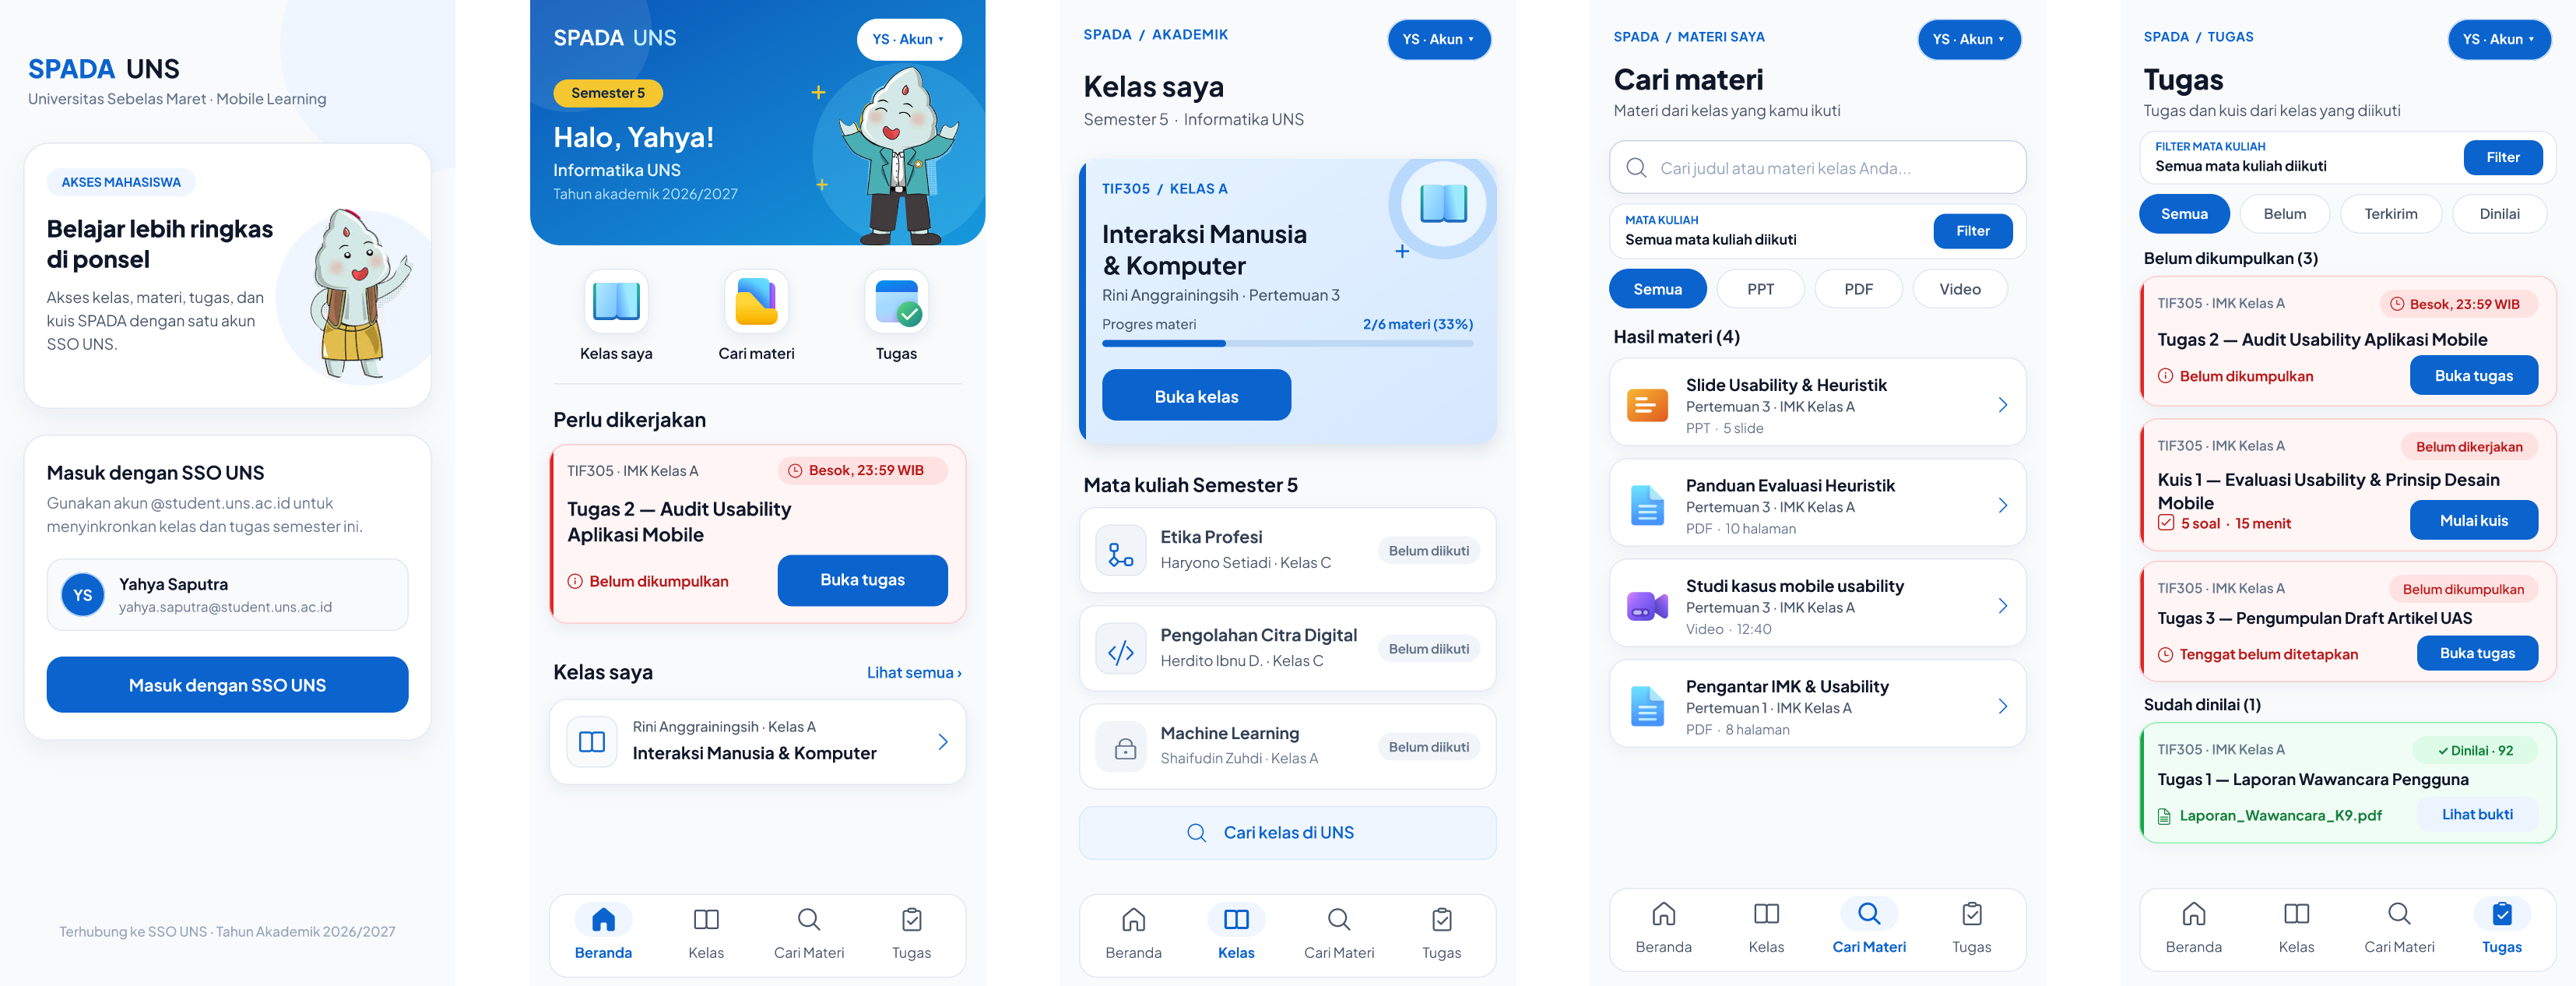 SPADA UNS
Universitas Sebelas Maret · Mobile Learning
AKSES MAHASISWA
Belajar lebih ringkas
di ponsel
Akses kelas, materi, tugas, dan
kuis SPADA dengan satu akun
SSO UNS.
Masuk dengan SSO UNS
Gunakan akun @student.uns.ac.id untuk
menyinkronkan kelas dan tugas semester ini.
YS
Yahya Saputra
yahya.saputra@student.uns.ac.id
Masuk dengan SSO UNS
Terhubung ke SSO UNS · Tahun Akademik 2026/2027
SPADA UNS
YS · Akun ▾
Semester 5
Halo, Yahya!
Informatika UNS
Tahun akademik 2026/2027
Kelas saya
Cari materi
Tugas
Perlu dikerjakan
TIF305 · IMK Kelas A
Besok, 23:59 WIB
Tugas 2 — Audit Usability
Aplikasi Mobile
Belum dikumpulkan
Buka tugas
Kelas saya
Lihat semua ›
Rini Anggrainingsih · Kelas A
Interaksi Manusia & Komputer
Beranda
Kelas
Cari Materi
Tugas
SPADA / AKADEMIK
YS · Akun ▾
Kelas saya
Semester 5 · Informatika UNS
TIF305 / KELAS A
Interaksi Manusia
& Komputer
Rini Anggrainingsih · Pertemuan 3
Progres materi
2/6 materi (33%)
Buka kelas
Mata kuliah Semester 5
Etika Profesi
Haryono Setiadi · Kelas C
Belum diikuti
Pengolahan Citra Digital
Herdito Ibnu D. · Kelas C
Belum diikuti
Machine Learning
Shaifudin Zuhdi · Kelas A
Belum diikuti
Cari kelas di UNS
Beranda
Kelas
Cari Materi
Tugas
SPADA / MATERI SAYA
YS · Akun ▾
Cari materi
Materi dari kelas yang kamu ikuti
Cari judul atau materi kelas Anda...
MATA KULIAH
Semua mata kuliah diikuti
Filter
Semua
PPT
PDF
Video
Hasil materi (4)
Slide Usability & Heuristik
Pertemuan 3 · IMK Kelas A
PPT · 5 slide
Panduan Evaluasi Heuristik
Pertemuan 3 · IMK Kelas A
PDF · 10 halaman
Studi kasus mobile usability
Pertemuan 3 · IMK Kelas A
Video · 12:40
Pengantar IMK & Usability
Pertemuan 1 · IMK Kelas A
PDF · 8 halaman
Beranda
Kelas
Cari Materi
Tugas
SPADA / TUGAS
YS · Akun ▾
Tugas
Tugas dan kuis dari kelas yang diikuti
FILTER MATA KULIAH
Semua mata kuliah diikuti
Filter
Semua
Belum
Terkirim
Dinilai
Belum dikumpulkan (3)
TIF305 · IMK Kelas A
Besok, 23:59 WIB
Tugas 2 — Audit Usability Aplikasi Mobile
Belum dikumpulkan
Buka tugas
TIF305 · IMK Kelas A
Belum dikerjakan
Kuis 1 — Evaluasi Usability & Prinsip Desain
Mobile
5 soal · 15 menit
Mulai kuis
TIF305 · IMK Kelas A
Belum dikumpulkan
Tugas 3 — Pengumpulan Draft Artikel UAS
Tenggat belum ditetapkan
Buka tugas
Sudah dinilai (1)
TIF305 · IMK Kelas A
✓ Dinilai · 92
Tugas 1 — Laporan Wawancara Pengguna
Laporan_Wawancara_K9.pdf
Lihat bukti
Beranda
Kelas
Cari Materi
Tugas